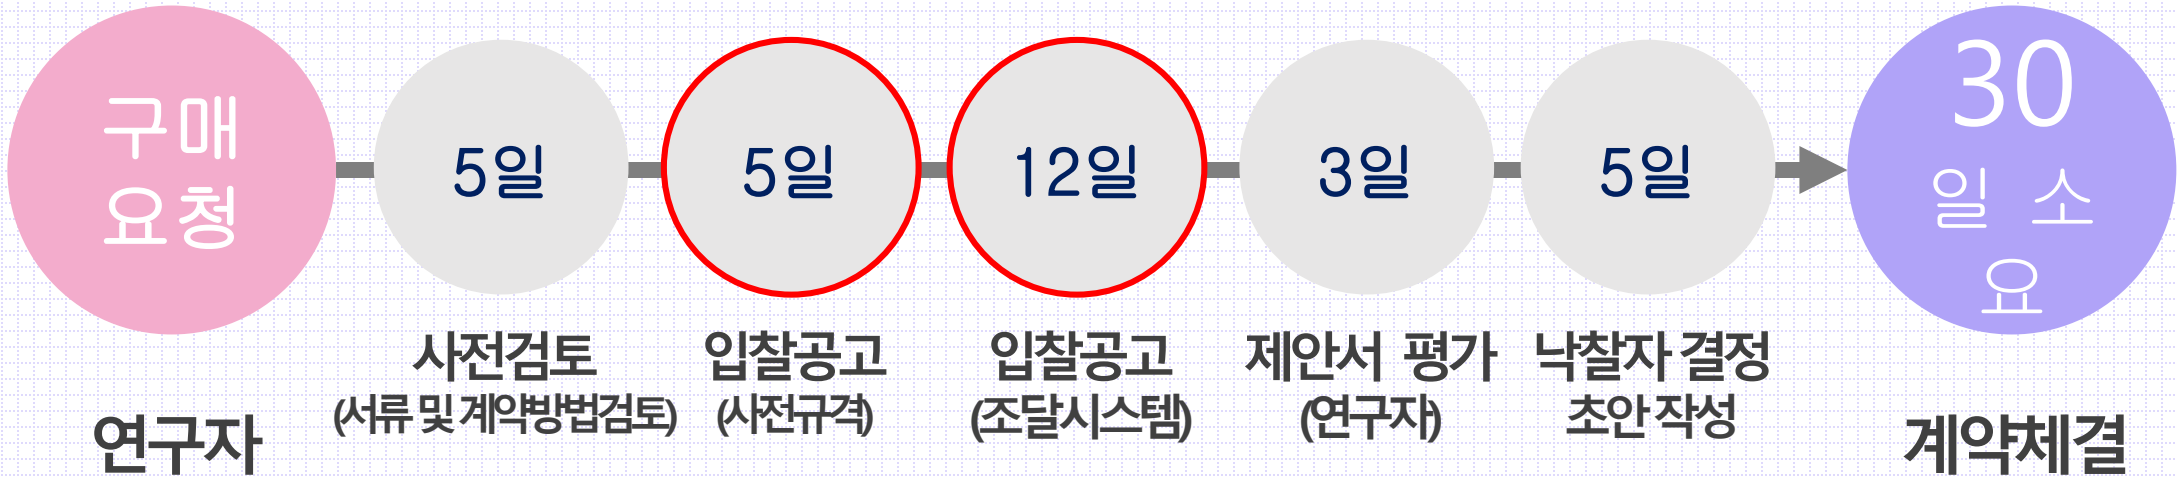 구매
요청
연구자
5일
사전검토
(서류 및 계약방법검토)
5일
입찰공고
(사전규격)
12일
입찰공고
(조달시스템)
3일
제안서 평가
(연구자)
5일
낙찰자 결정
초안 작성
30
일 소
요
계약체결